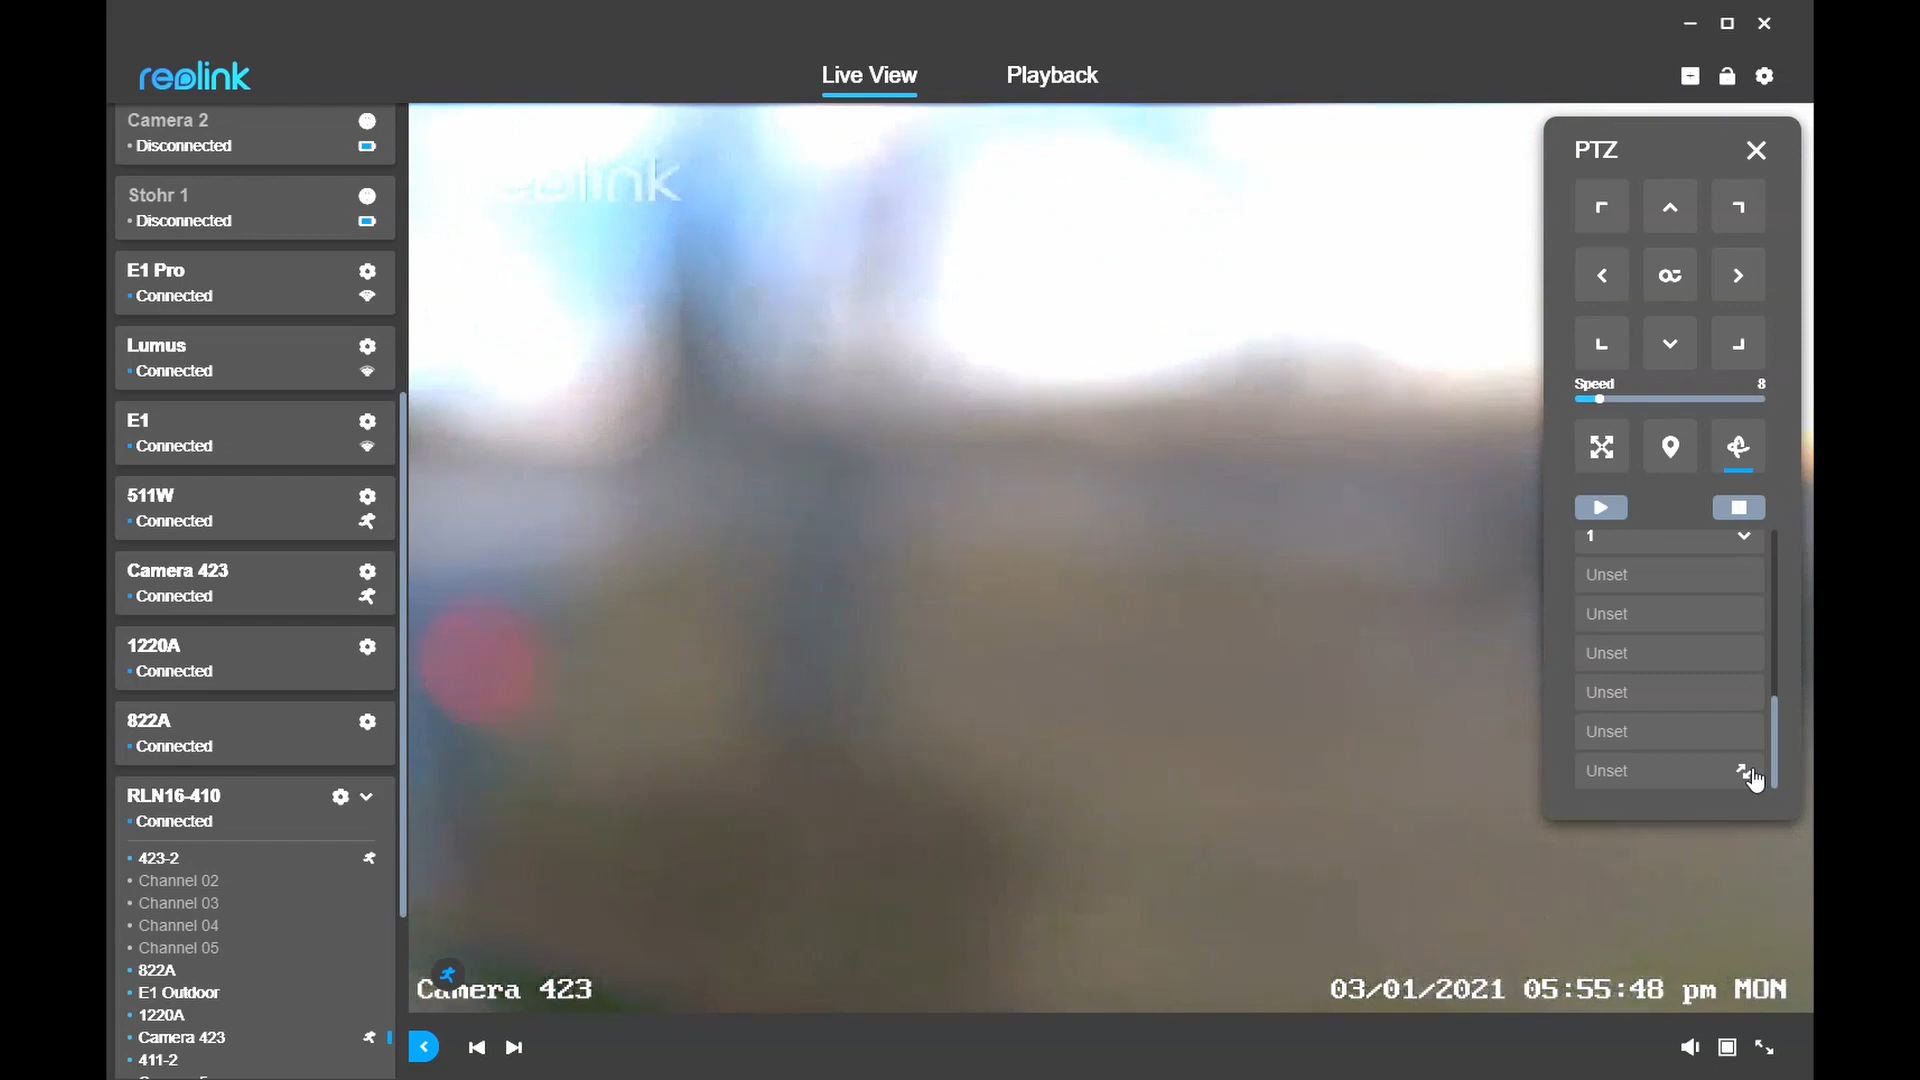 reolink
Live View
Playback
Camera 2
Disconnected
Stohr 1
Disconnected
E1 Pro
Connected
Lumus
Connected
E1
Connected
511W
Connected
Camera 423
Connected
1220A
Connected
822A
Connected
RLN16-410
Connected
423-2
Channel 02
Channel 03
Channel 04
Channel 05
822A
E1 Outdoor
1220A
Camera 423
411-2
reolink
Camera 423
03/01/2021 05:55:48 pm MON
PTZ
Speed 8
1
Unset
Unset
Unset
Unset
Unset
Unset